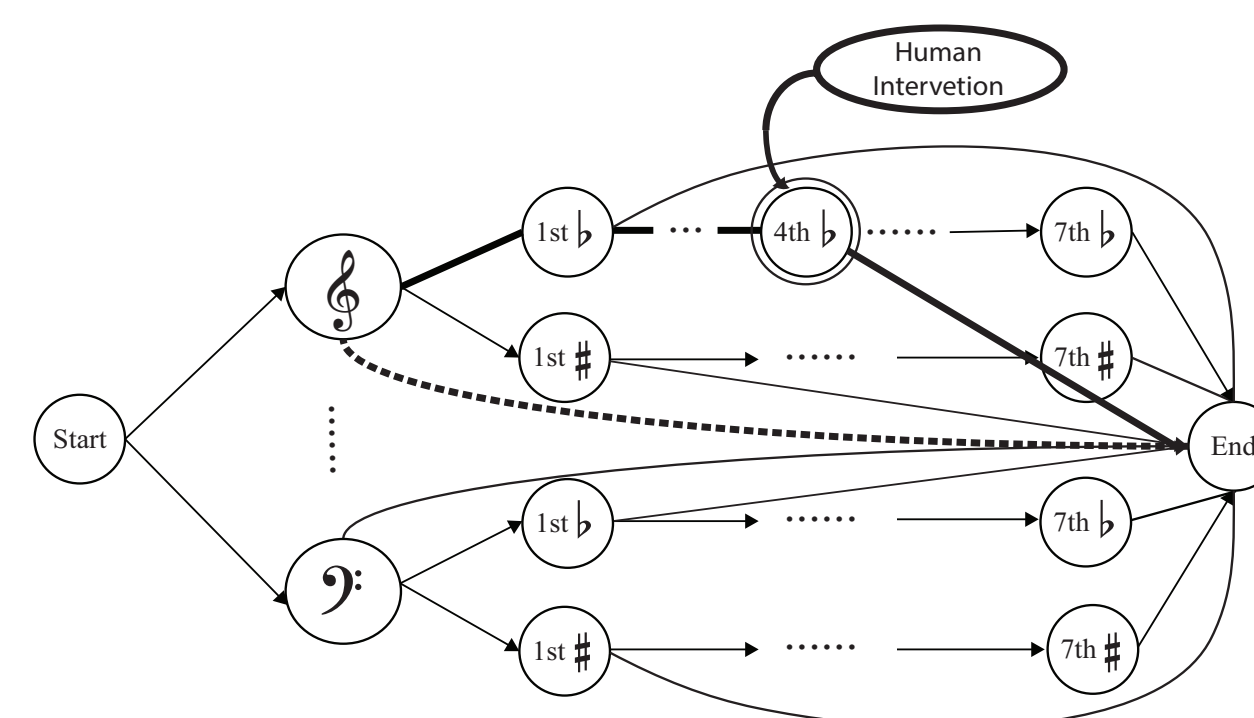 Human
Intervetion
1st ♭
4th ♭
7th ♭
1st ♯
7th ♯
Start
End
1st ♭
7th ♭
1st ♯
7th ♯